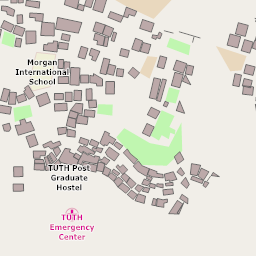 Morgan
International
School
TUTH Post
Graduate
Hostel
TUTH
Emergency
Center